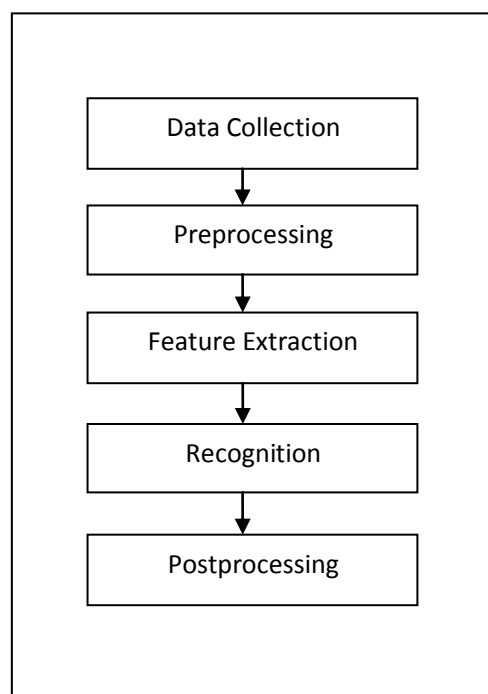 Data Collection
Preprocessing
Feature Extraction
Recognition
Postprocessing